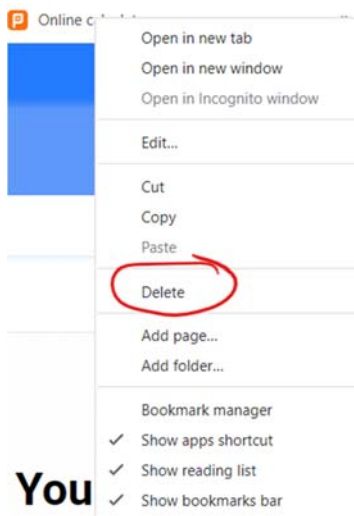 Online
Open in new tab
Open in new window
Open in Incognito window
Edit...
Cut
Copy
Paste
Delete
Add page...
Add folder...
Bookmark manager
Show apps shortcut
Show reading list
You
Show bookmarks bar